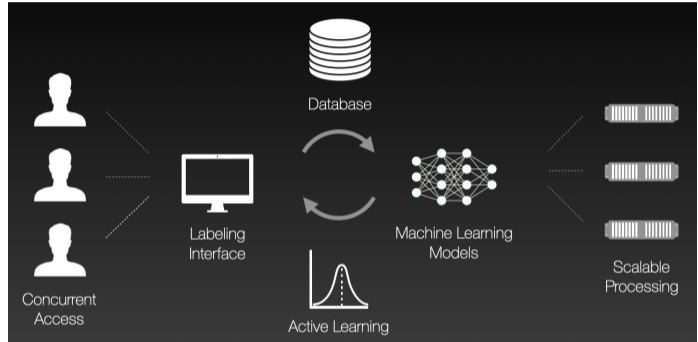 Database
Labeling
Interface
Machine Learning
Models
Concurrent
Access
Active Learning
Scalable
Processing